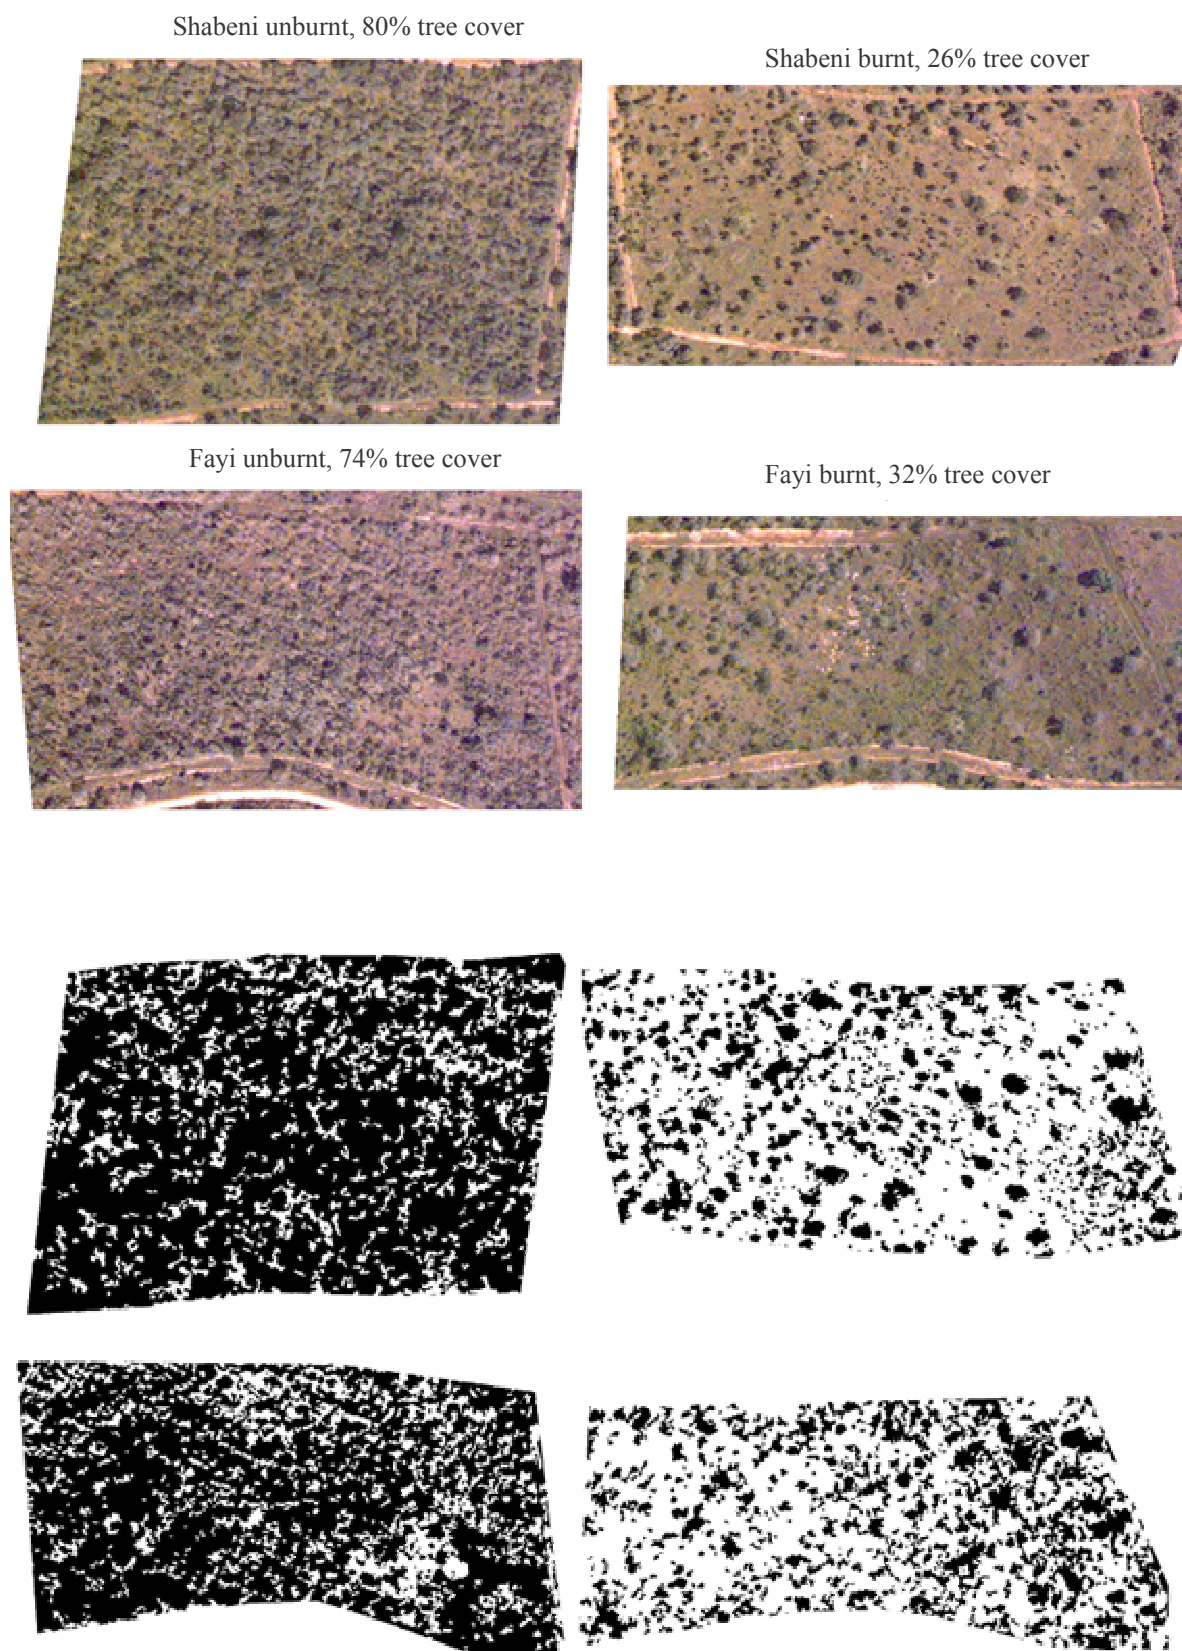 Shabeni unburnt, 80% tree cover
Shabeni burnt, 26% tree cover
Fayi unburnt, 74% tree cover
Fayi burnt, 32% tree cover